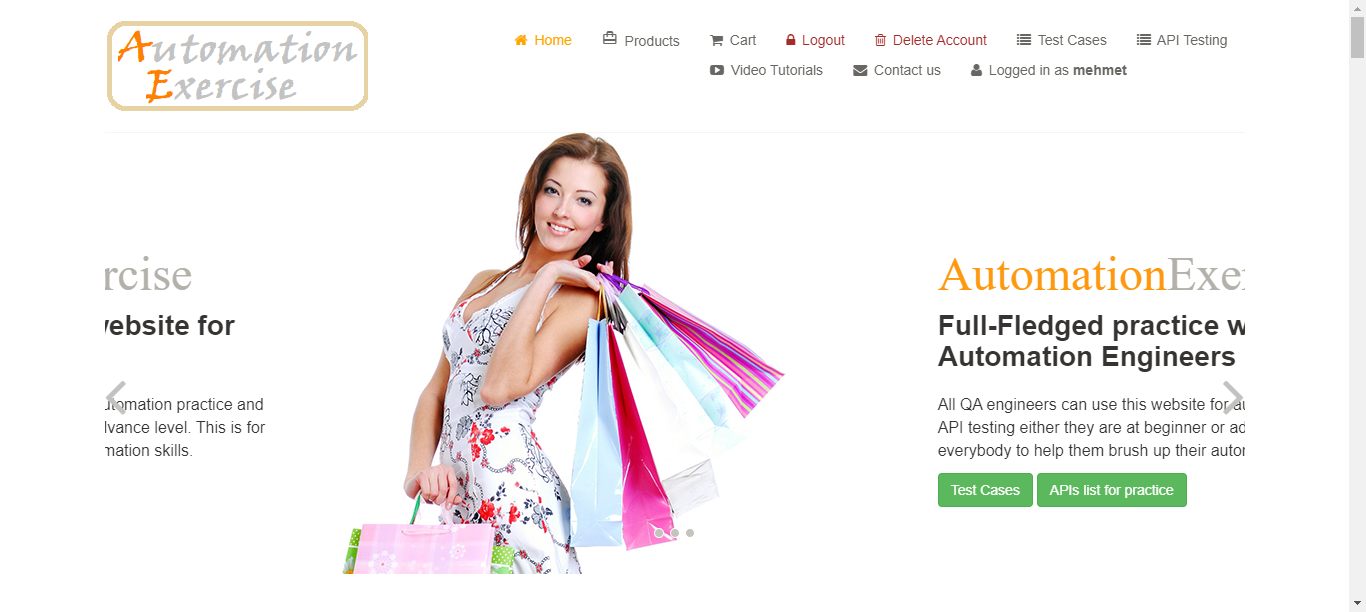 Automation
Exercise
Home Products Cart Logout Delete Account Test Cases API Testing
Video Tutorials Contact us Logged in as mehmet
rcise
website for
utomation practice and
dvance level. This is for
mation skills.
AutomationExer
Full-Fledged practice w
Automation Engineers
All QA engineers can use this website for au
API testing either they are at beginner or ad
everybody to help them brush up their autom
Test Cases APIs list for practice